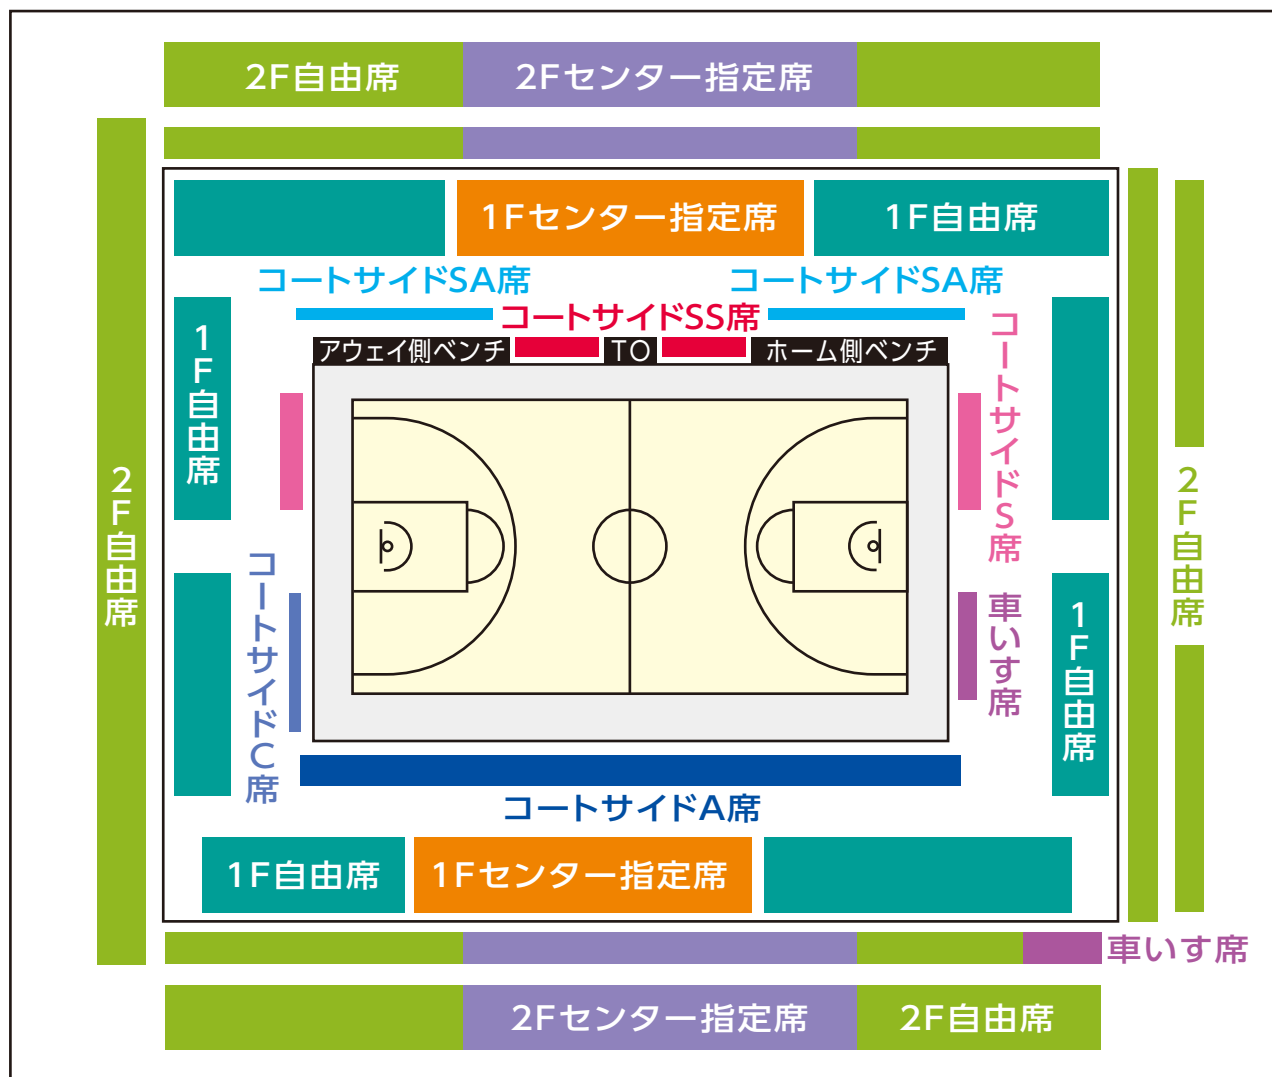 2F自由席
2Fセンター指定席
1Fセンター指定席
1F自由席
コートサイドSA席
コートサイドSA席
コートサイドSS席
アウェイ側ベンチ
TO
ホーム側ベンチ
1F自由席
コートサイドS席
2F自由席
2F自由席
コートサイドC席
車いす席
1F自由席
コートサイドA席
1F自由席
1Fセンター指定席
車いす席
2Fセンター指定席
2F自由席